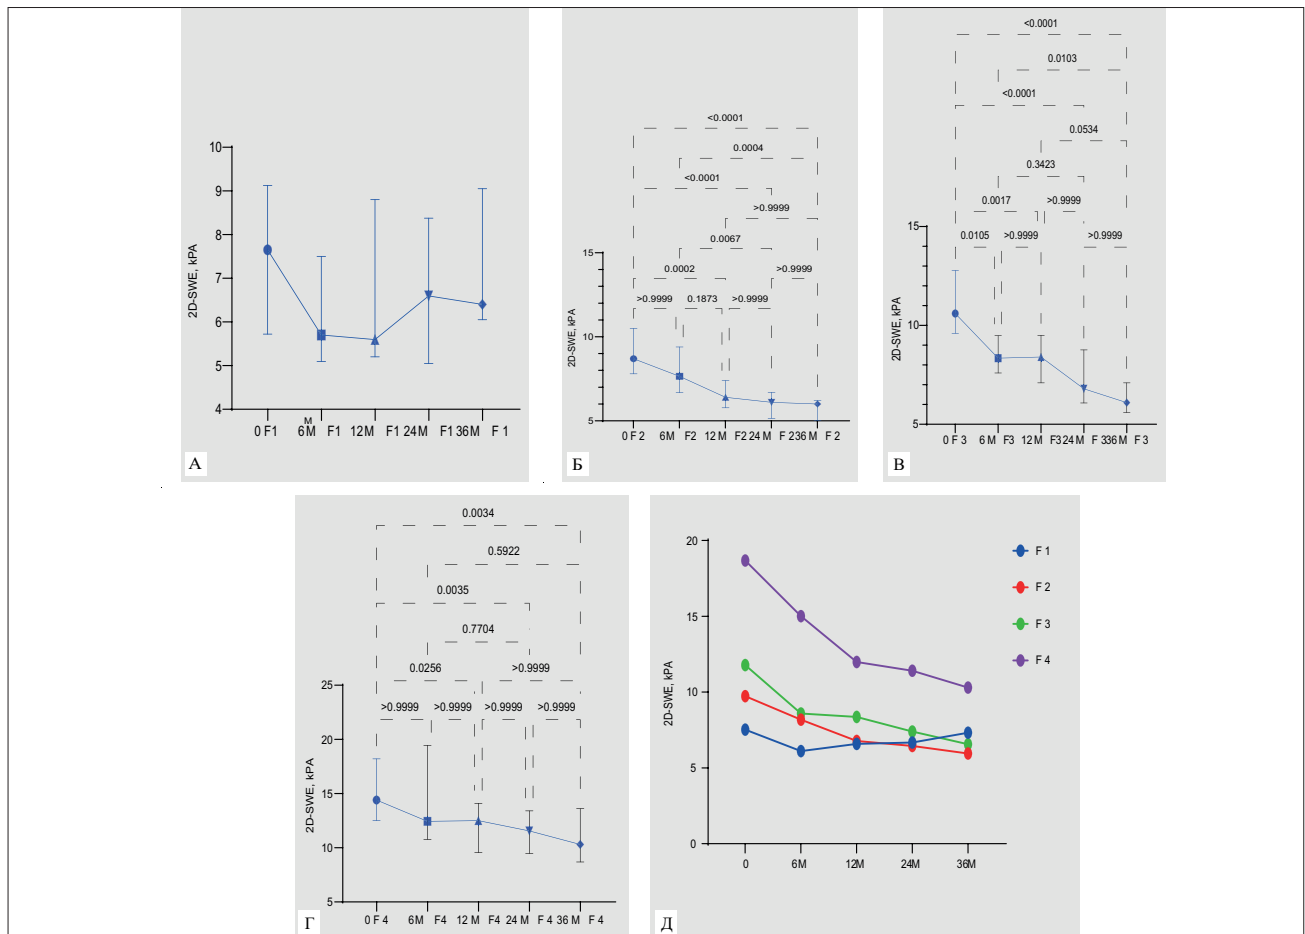 <0.0001
0.0103
<0.0001
0.0534
0.3423
0.0017 >0.9999
0.0105 >0.9999 >0.9999
15
10
5
2D-SWE, kPA
0 F 3 6 M F3 12 M F3 24 M F 3 36 M F 3
В
<0.0001
0.0004
<0.0001
>0.9999
0.0067
0.0002 >0.9999
>0.9999 0.1873 >0.9999
15
10
5
2D-SWE, kPA
0 F 2 6M F2 12 M F2 24 M F 2 36 M F 2
Б
10
9
8
7
6
5
4
2D-SWE, kPA
M
0 F1 6M F1 12M F1 24M F1 36M F 1
А
0.0034
0.5922
0.0035
0.7704
0.0256 >0.9999
>0.9999 >0.9999 >0.9999 >0.9999
25
20
15
10
5
2D-SWE, kPA
0 F 4 6M F4 12 M F4 24 M F 4 36 M F 4
Г
20
15
10
5
0
2D-SWE, kPA
0 6M 12M 24M 36M
F 1
F 2
F 3
F 4
Д